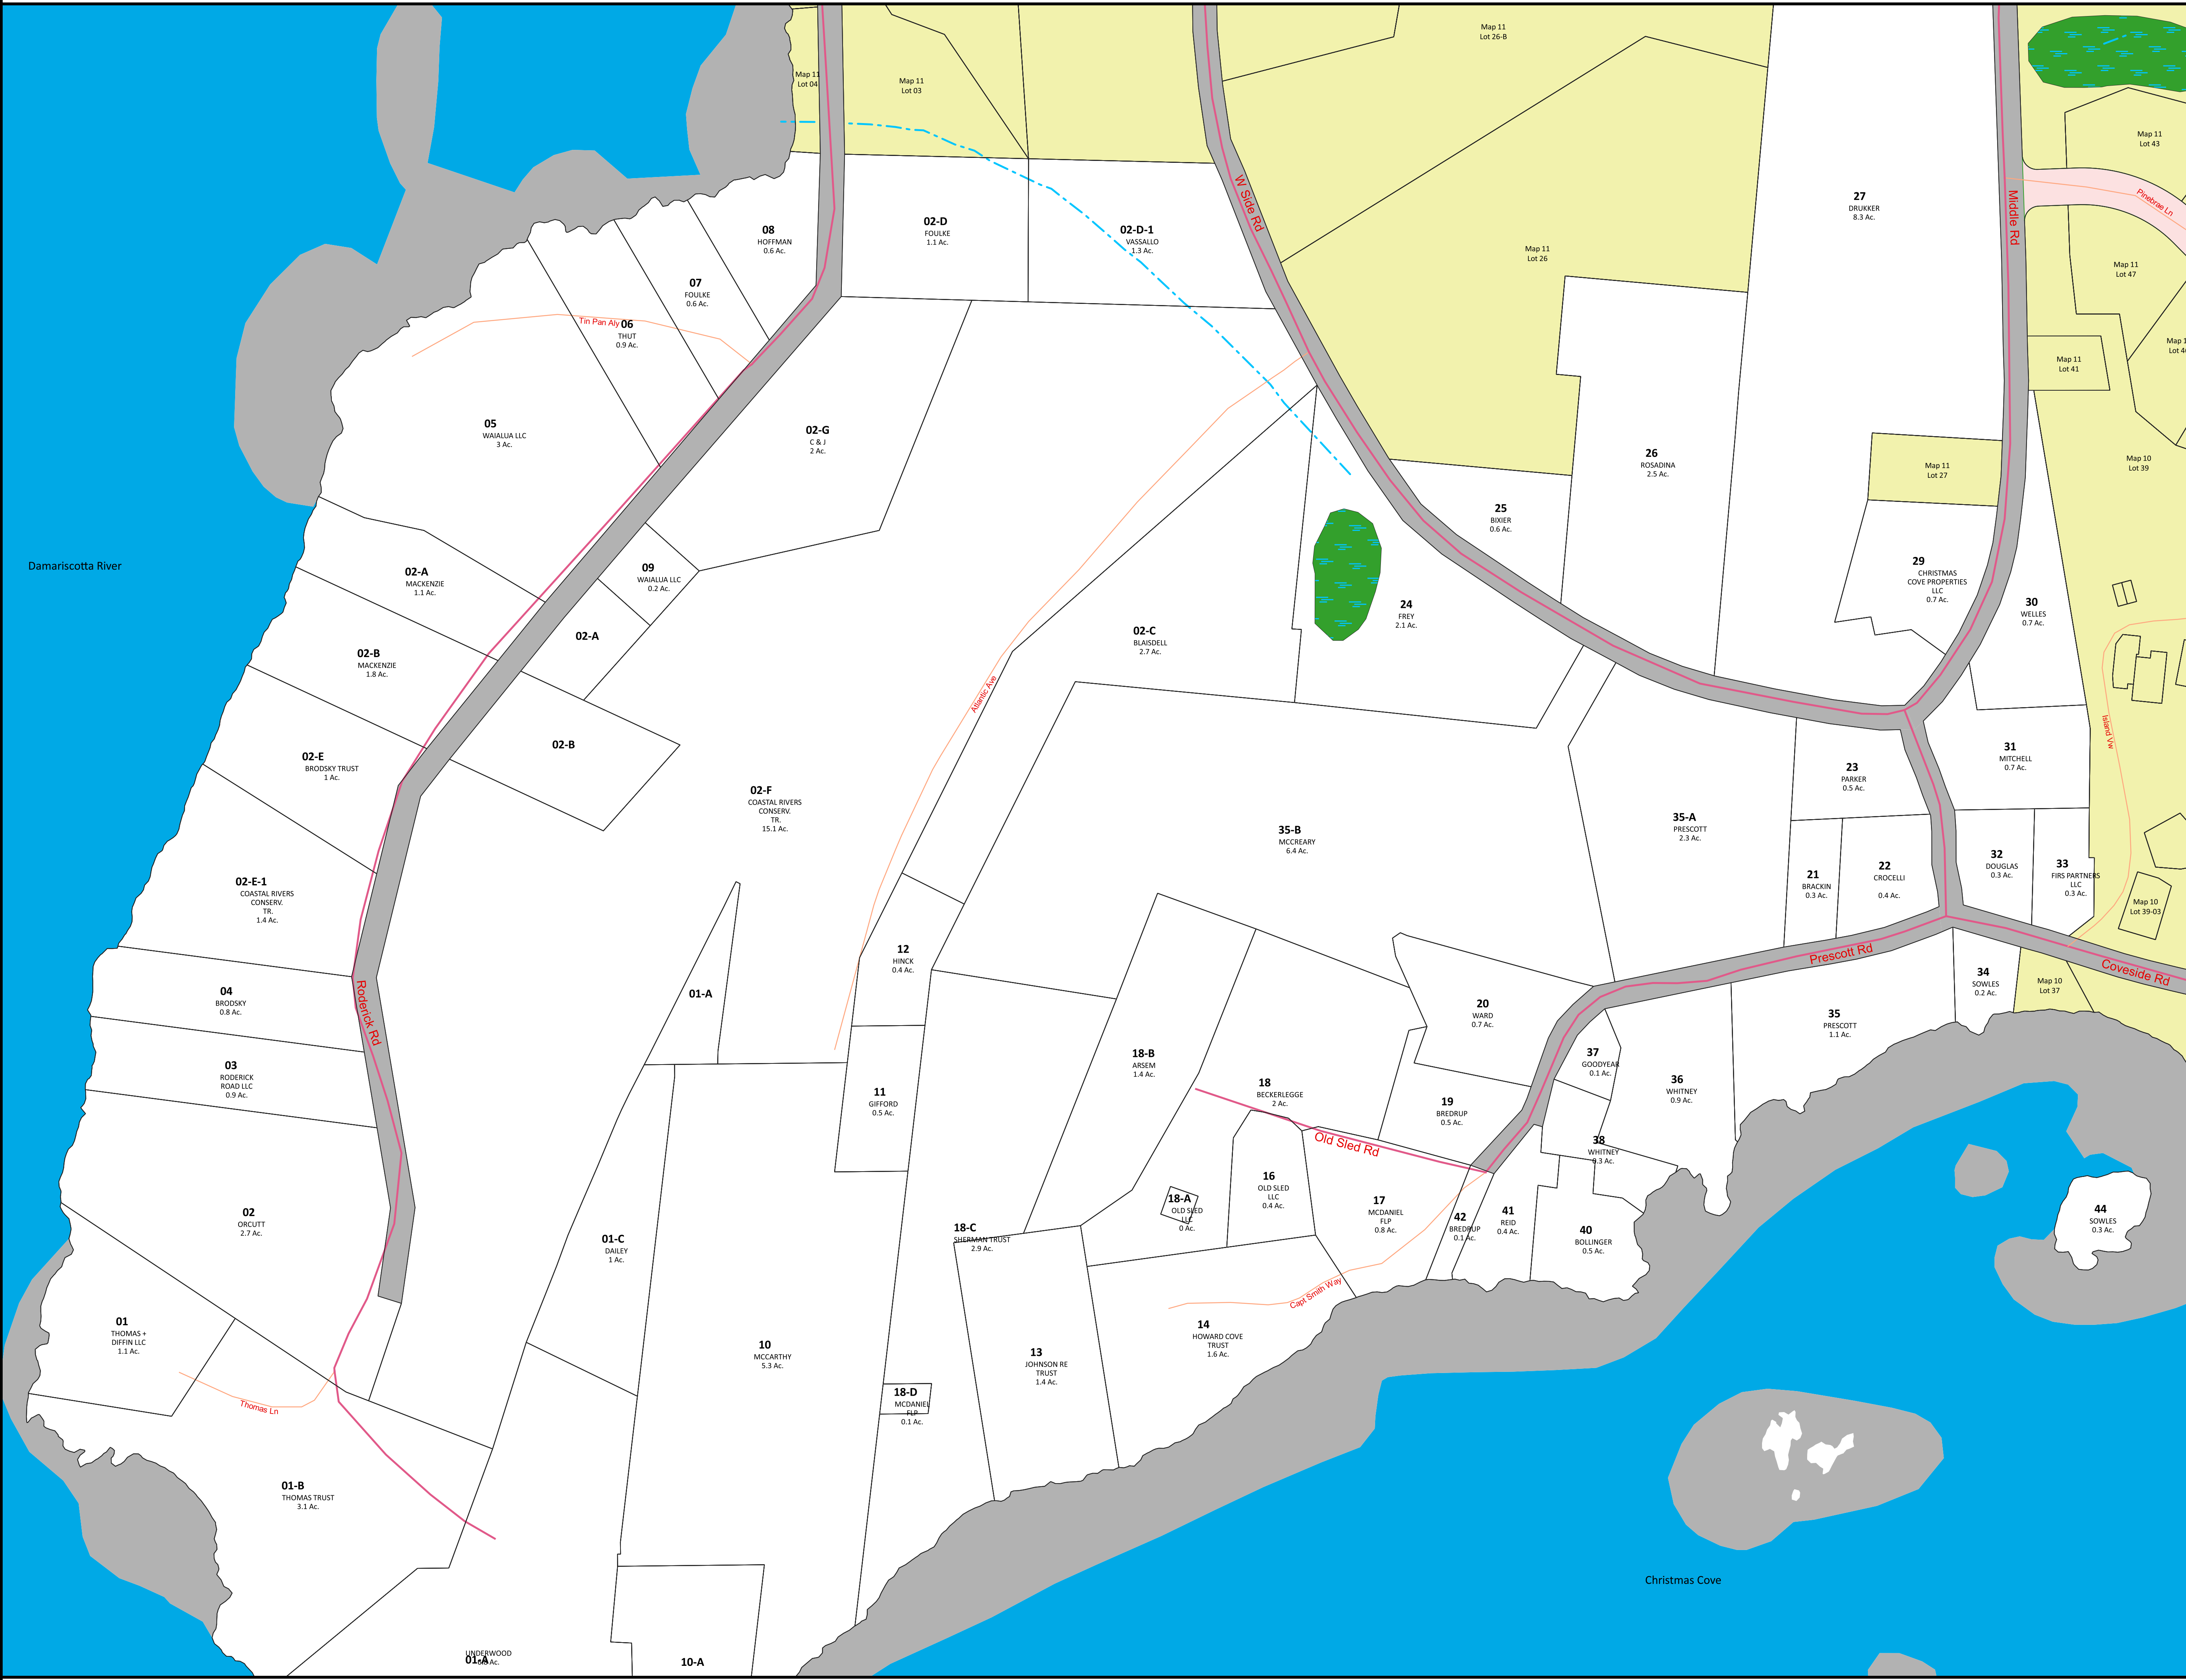 Map 11
Lot 26-B
Map 11
Lot 04
Map 11
Lot 03
Map 11
Lot 43
W Side Rd
Middle Rd
Pinebrae Ln
27
DRUKKER
8.3 Ac.
08
HOFFMAN
0.6 Ac.
02-D
FOULKE
1.1 Ac.
02-D-1
VASSALLO
1.3 Ac.
Map 11
Lot 26
Map 11
Lot 47
07
FOULKE
0.6 Ac.
Tin Pan Aly
06
THUT
0.9 Ac.
Map 11
Lot 41
05
WAIALUA LLC
3 Ac.
02-G
C & J
2 Ac.
26
ROSADINA
2.5 Ac.
Map 11
Lot 27
Map 10
Lot 39
25
BIXIER
0.6 Ac.
Damariscotta River
02-A
MACKENZIE
1.1 Ac.
09
WAIALUA LLC
0.2 Ac.
29
CHRISTMAS
COVE PROPERTIES
LLC
0.7 Ac.
24
FREY
2.1 Ac.
30
WELLES
0.7 Ac.
02-A
02-C
BLAISDELL
2.7 Ac.
02-B
MACKENZIE
1.8 Ac.
Atlantic Ave
Island Vw
02-B
02-E
BRODSKY TRUST
1 Ac.
31
MITCHELL
0.7 Ac.
23
PARKER
0.5 Ac.
02-F
COASTAL RIVERS
CONSERV.
TR.
15.1 Ac.
35-B
MCCREARY
6.4 Ac.
35-A
PRESCOTT
2.3 Ac.
32
DOUGLAS
0.3 Ac.
33
FIRS PARTNERS
LLC
0.3 Ac.
21
BRACKIN
0.3 Ac.
22
CROCELLI
0.4 Ac.
02-E-1
COASTAL RIVERS
CONSERV.
TR.
1.4 Ac.
Map 10
Lot 39-03
12
HINCK
0.4 Ac.
Prescott Rd
Coveside Rd
04
BRODSKY
0.8 Ac.
01-A
34
SOWLES
0.2 Ac.
Map 10
Lot 37
20
WARD
0.7 Ac.
35
PRESCOTT
1.1 Ac.
Roderick Rd
03
RODERICK
ROAD LLC
0.9 Ac.
18-B
ARSEM
1.4 Ac.
37
GOODYEAR
0.1 Ac.
36
WHITNEY
0.9 Ac.
18
BECKERLEGGE
2 Ac.
11
GIFFORD
0.5 Ac.
19
BREDRUP
0.5 Ac.
Old Sled Rd
38
WHITNEY
0.3 Ac.
16
OLD SLED
LLC
0.4 Ac.
18-A
OLD SLED
LLC
0 Ac.
17
MCDANIEL
FLP
0.8 Ac.
02
ORCUTT
2.7 Ac.
42
BREDRUP
0.1 Ac.
41
REID
0.4 Ac.
40
BOLLINGER
0.5 Ac.
44
SOWLES
0.3 Ac.
18-C
SHERMAN TRUST
2.9 Ac.
01-C
DAILEY
1 Ac.
Capt Smith Way
01
THOMAS +
DIFFIN LLC
1.1 Ac.
14
HOWARD COVE
TRUST
1.6 Ac.
10
MCCARTHY
5.3 Ac.
13
JOHNSON RE
TRUST
1.4 Ac.
18-D
MCDANIEL
FLP
0.1 Ac.
Thomas Ln
01-B
THOMAS TRUST
3.1 Ac.
Christmas Cove
UNDERWOOD
01-A
10-A